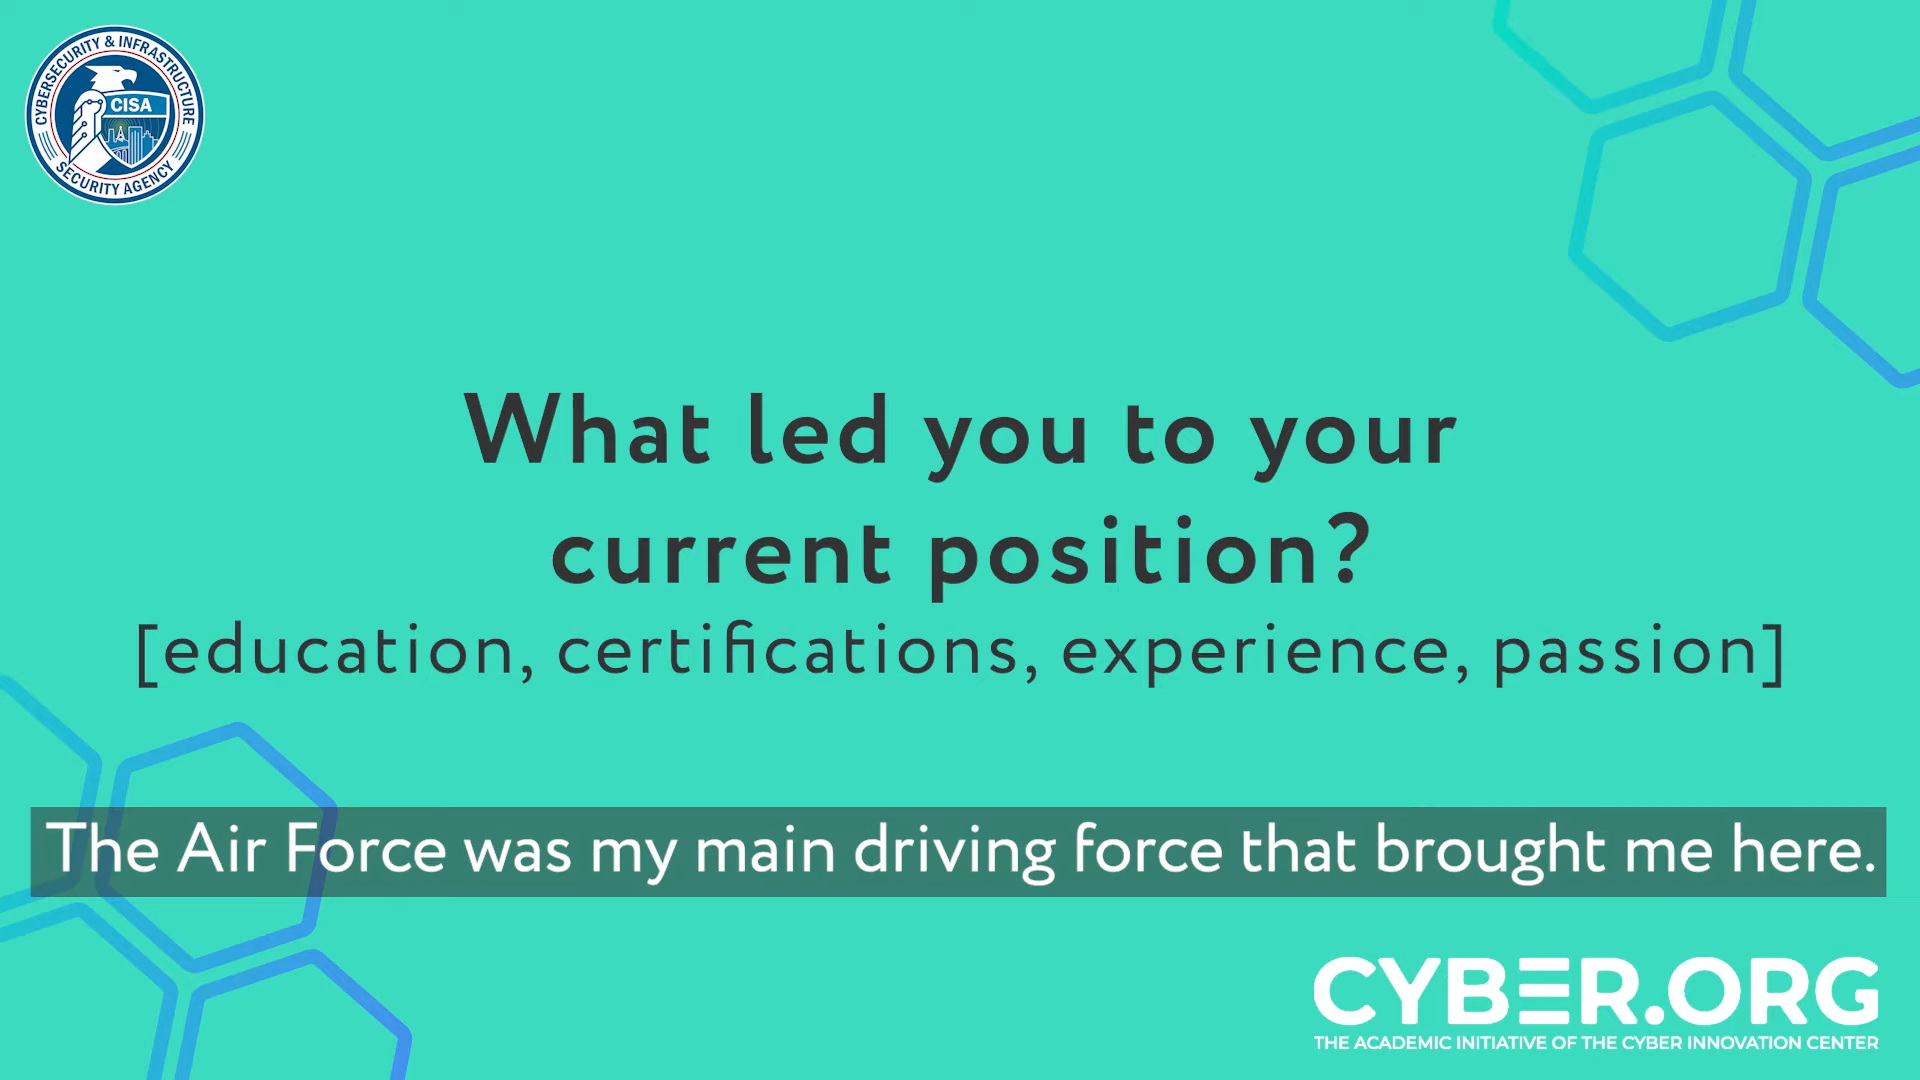 CYBERSECURITY & INFRASTRUCTURE
CISA
SECURITY AGENCY
What led you to your
current position?
[education, certifications, experience, passion]
The Air Force was my main driving force that brought me here.
CYBER.ORG
THE ACADEMIC INITIATIVE OF THE CYBER INNOVATION CENTER